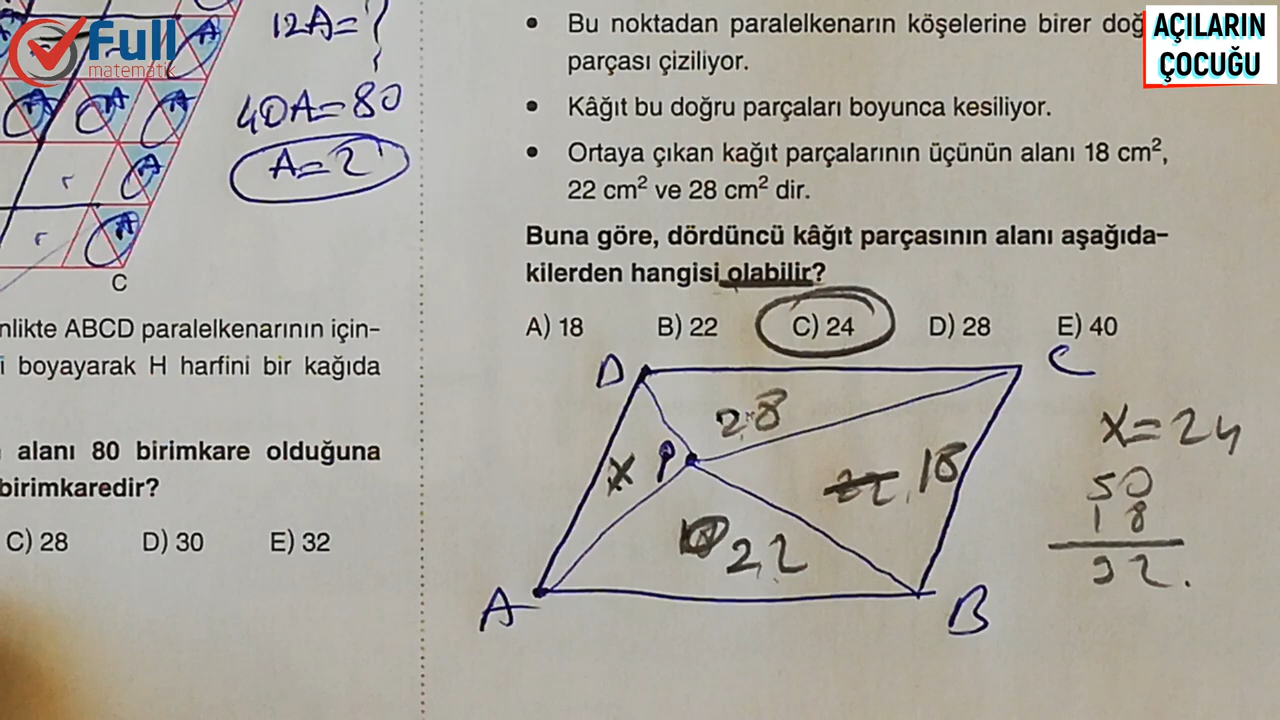 Full
matematik
AÇILARIN
ÇOCUĞU
12A=?
40A=80
A=2
C
nlikte ABCD paralelkenarının için-
i boyayarak H harfini bir kağıda
alanı 80 birimkare olduğuna
birimkaredir?
C) 28 D) 30 E) 32
• Bu noktadan paralelkenarın köşelerine birer doğ
parçası çiziliyor.
• Kâğıt bu doğru parçaları boyunca kesiliyor.
• Ortaya çıkan kağıt parçalarının üçünün alanı 18 cm², 
22 cm² ve 28 cm² dir.
Buna göre, dördüncü kâğıt parçasının alanı aşağıda-
kilerden hangisi olabilir?
A) 18 B) 22 C) 24 D) 28 E) 40
D C
28
X P 18
22
A B
X=24
50
18
32.